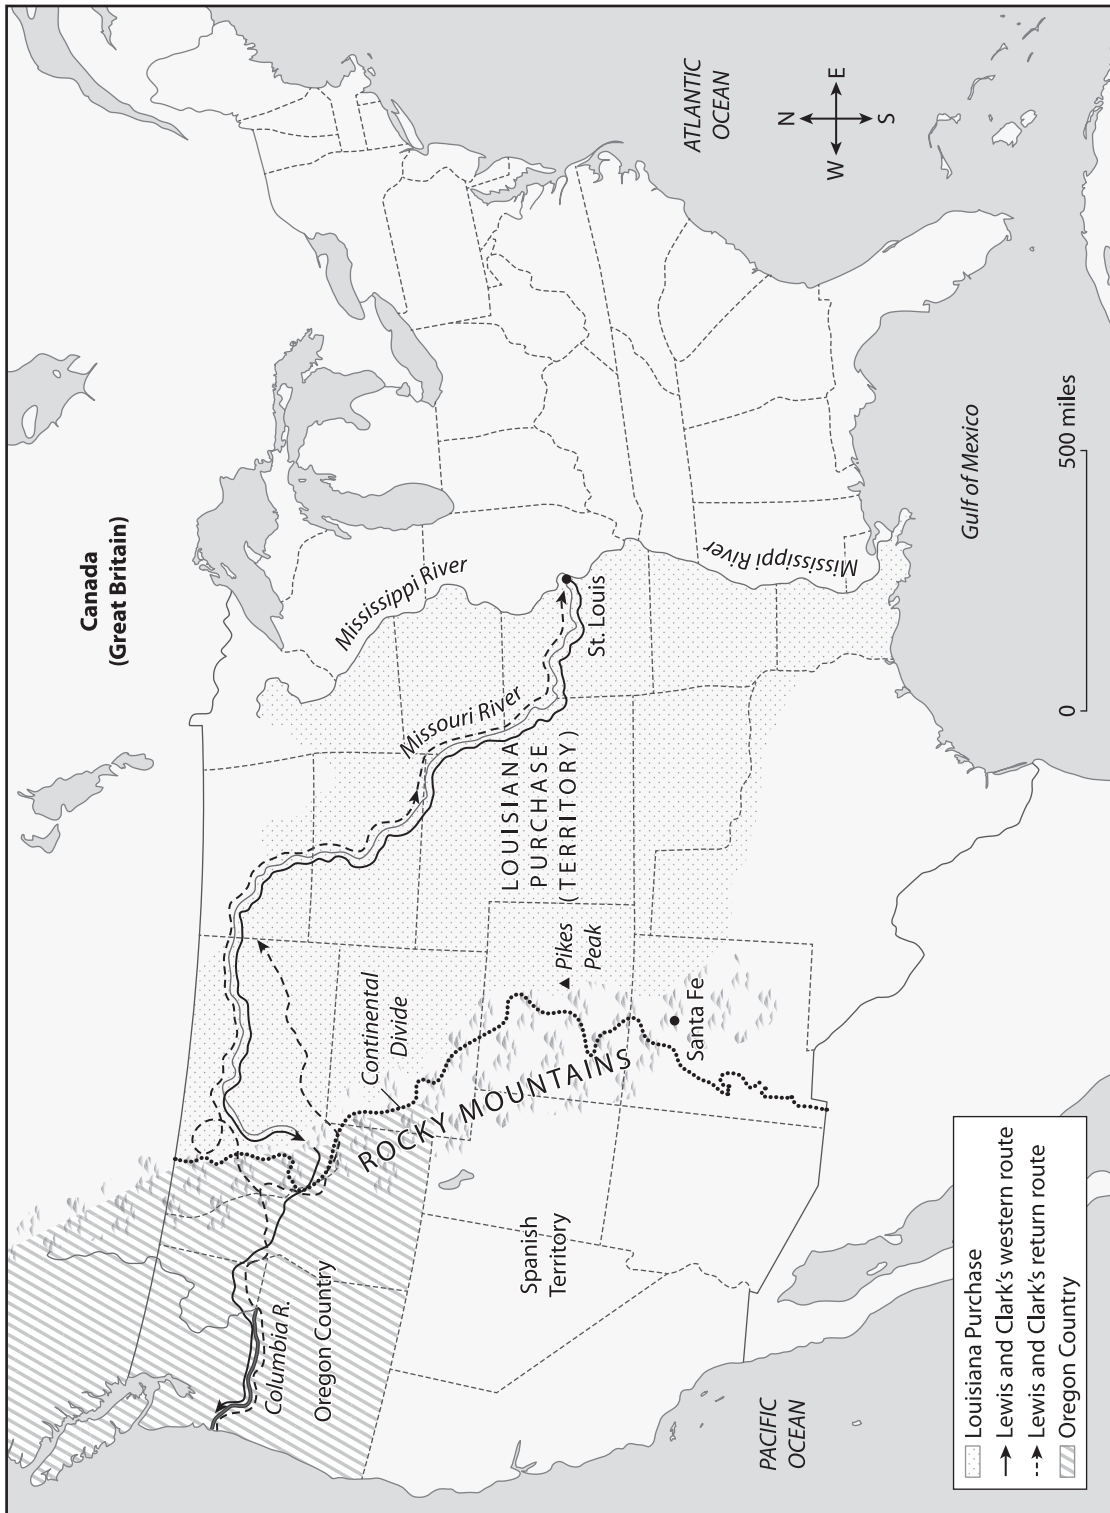 Canada
(Great Britain)
Mississippi River
Missouri River
St. Louis
Mississippi River
LOUISIANA
PURCHASE
(TERRITORY)
Continental
Divide
Pikes
Peak
Santa Fe
ROCKY MOUNTAINS
Columbia R.
Oregon Country
Spanish
Territory
PACIFIC
OCEAN
ATLANTIC
OCEAN
Gulf of Mexico
N
W
E
S
0
500 miles
Louisiana Purchase
Lewis and Clark's western route
Lewis and Clark's return route
Oregon Country